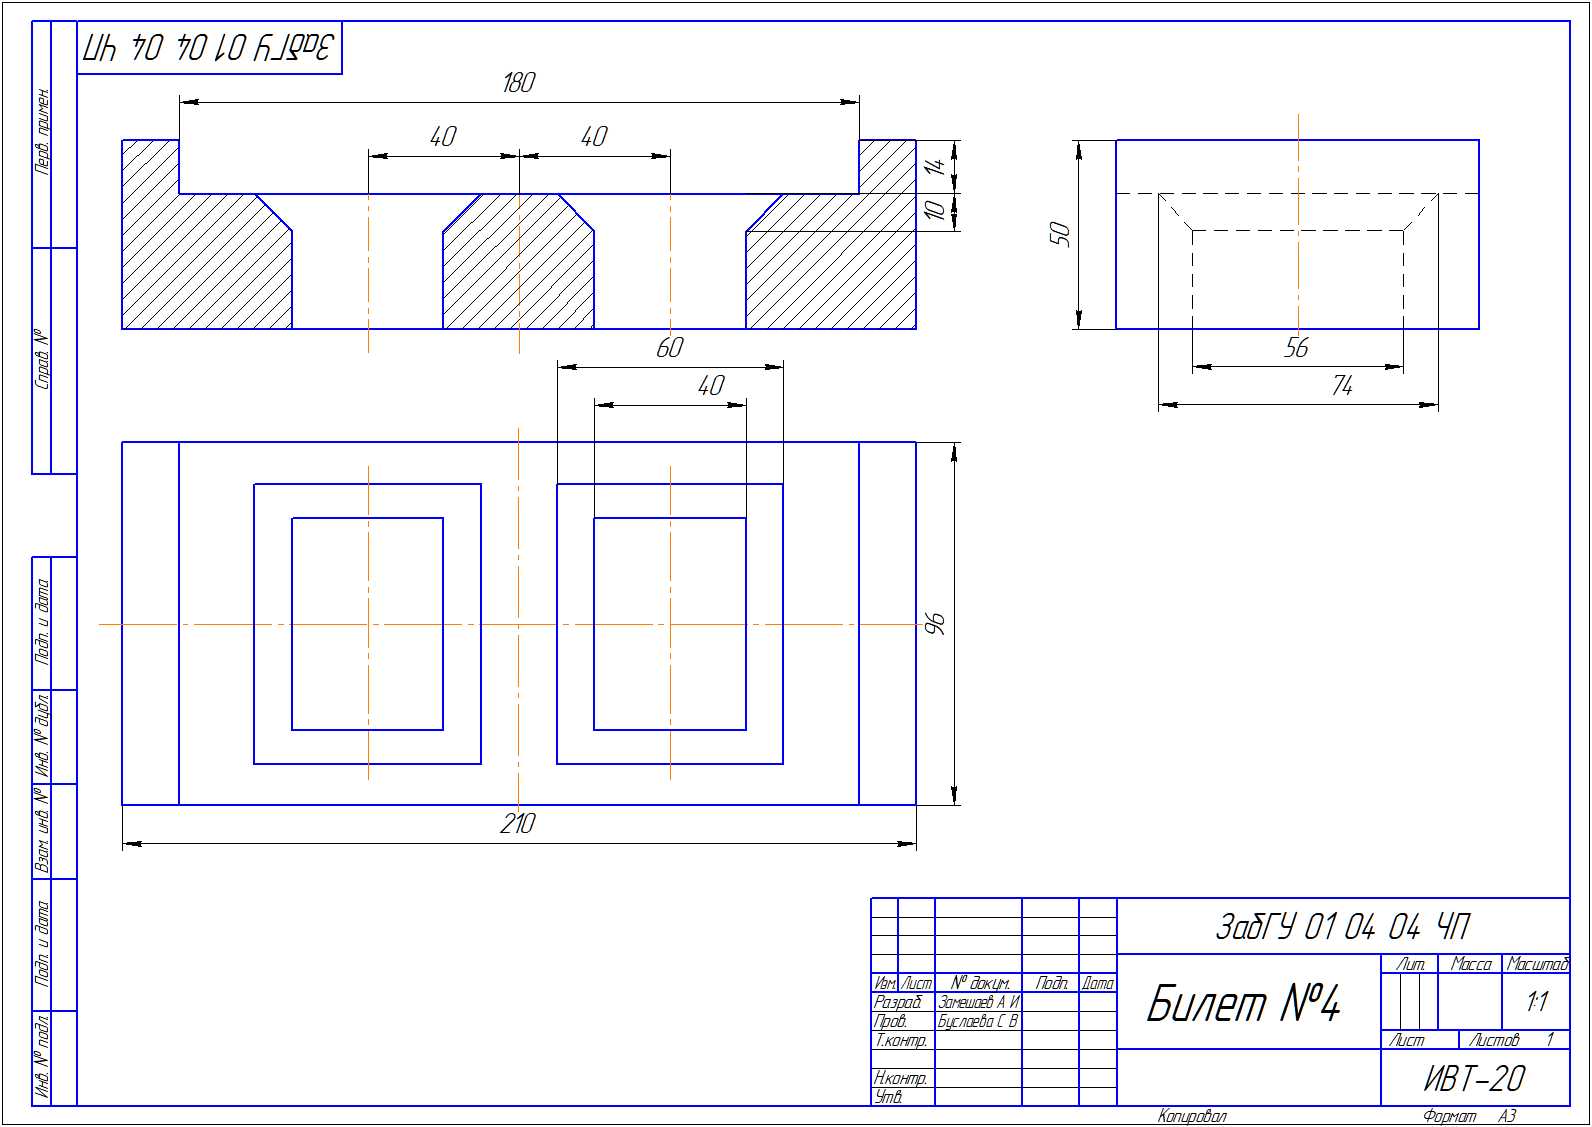 ЗабГУ 01 04 04 ЧП
Перв. примен.
Справ. №
Подп. и дата
Инв. № дубл.
Взам. инв. №
Подп. и дата
Инв. № подл.
180
40
40
14
10
50
56
74
60
40
96
210
ЗабГУ 01 04 04 ЧП
Изм. Лист № докум. Подп. Дата
Разраб. Замешаев А И
Пров. Буслаева С В
Т.контр.
Н.контр.
Утв.
Билет №4
Лит. Масса Масштаб
1:1
Лист Листов 1
ИВТ-20
Копировал Формат А3